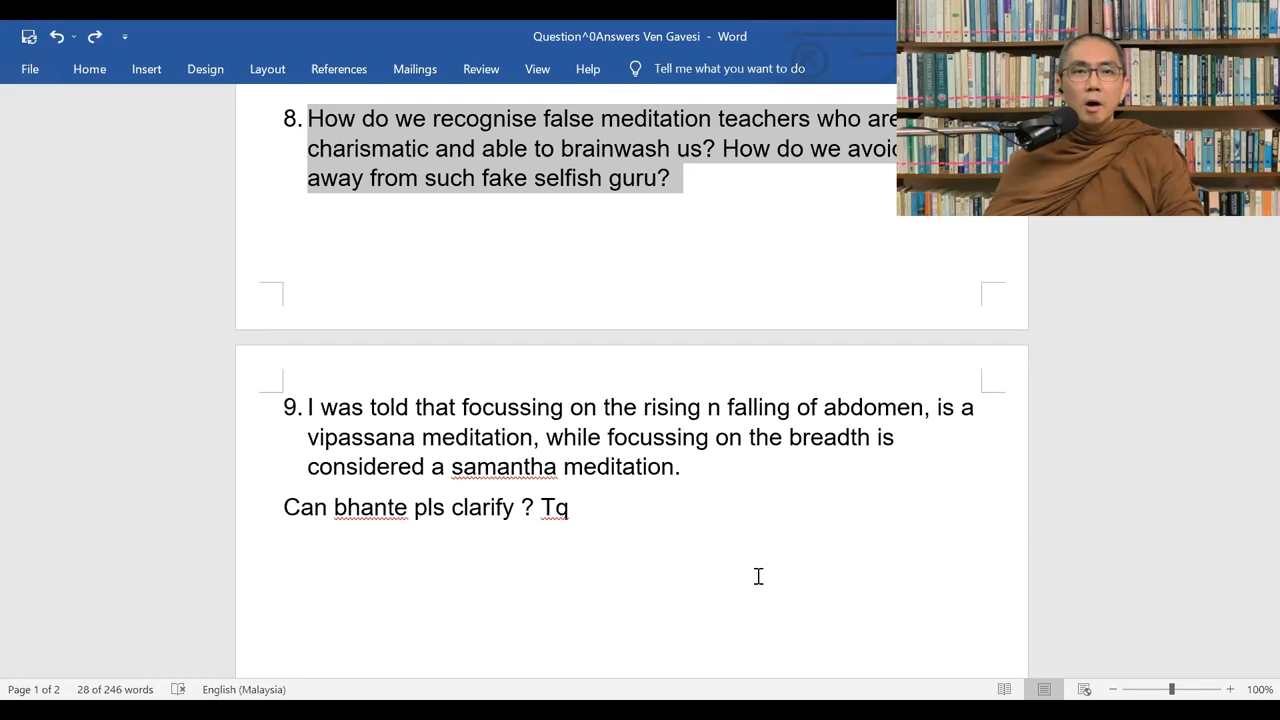 Question^0Answers Ven Gavesi - Word
File Home Insert Design Layout References Mailings Review View Help Tell me what you want to do
8. How do we recognise false meditation teachers who are
charismatic and able to brainwash us? How do we avoid
away from such fake selfish guru?
9. I was told that focussing on the rising n falling of abdomen, is a
vipassana meditation, while focussing on the breadth is
considered a samantha meditation.
Can bhante pls clarify ? Tq
Page 1 of 2 28 of 246 words English (Malaysia) 100%